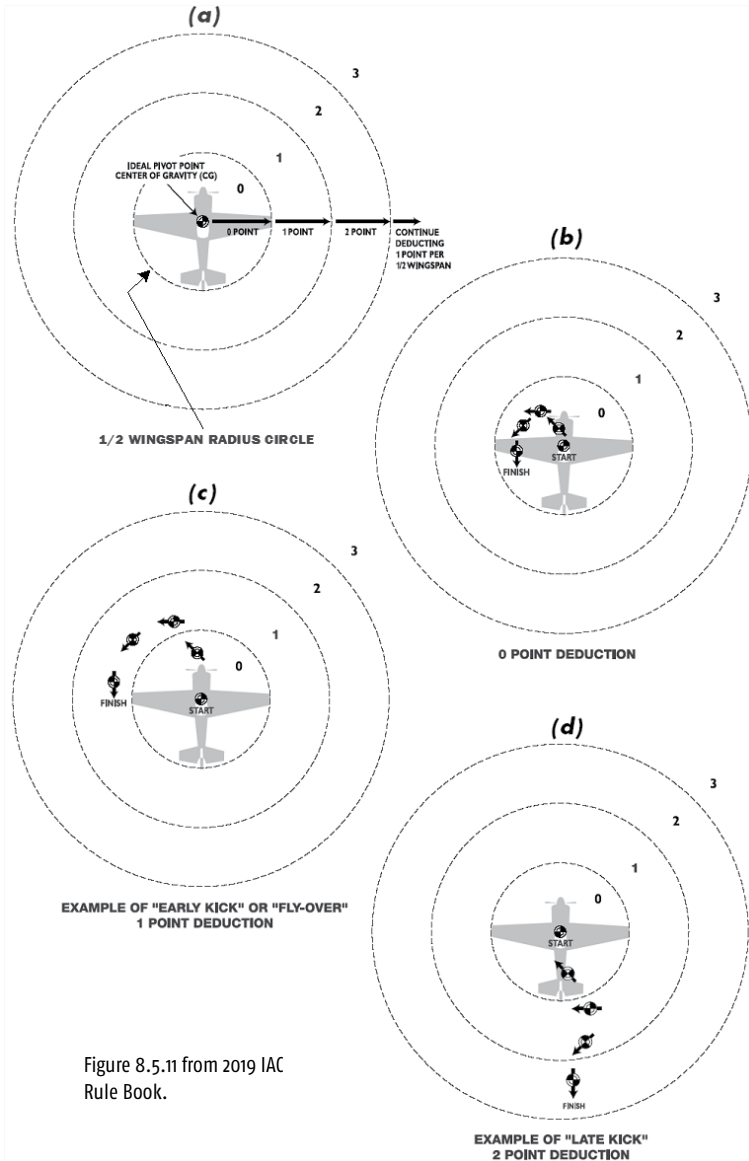 (a)
3
2
1
IDEAL PIVOT POINT
CENTER OF GRAVITY (CG)
0
0 POINT
1 POINT
2 POINT
CONTINUE
DEDUCTING
1 POINT PER
1/2 WINGSPAN
1/2 WINGSPAN RADIUS CIRCLE
(b)
3
2
1
0
START
FINISH
0 POINT DEDUCTION
(c)
3
2
1
0
START
FINISH
EXAMPLE OF "EARLY KICK" OR "FLY-OVER"
1 POINT DEDUCTION
(d)
3
2
1
0
START
FINISH
EXAMPLE OF "LATE KICK"
2 POINT DEDUCTION
Figure 8.5.11 from 2019 IAC
Rule Book.